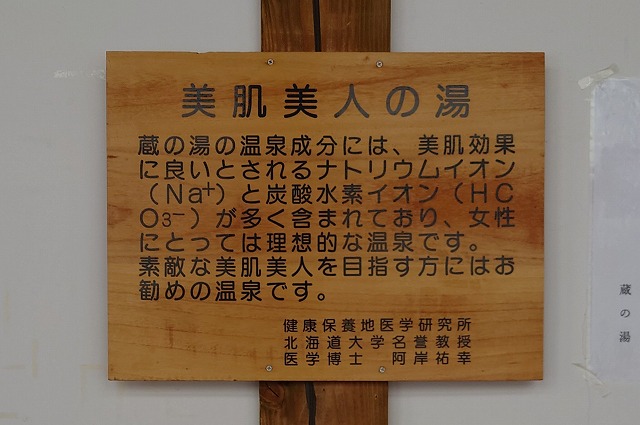 美肌美人の湯
蔵の湯の温泉成分には、美肌効果
に良いとされるナトリウムイオン
（Na+）と炭酸水素イオン（HC
O3−）が多く含まれており、女性
にとっては理想的な温泉です。
素敵な美肌美人を目指す方にはお
勧めの温泉です。
健康保養地医学研究所
北海道大学名誉教授
医学博士　阿岸祐幸
蔵の湯